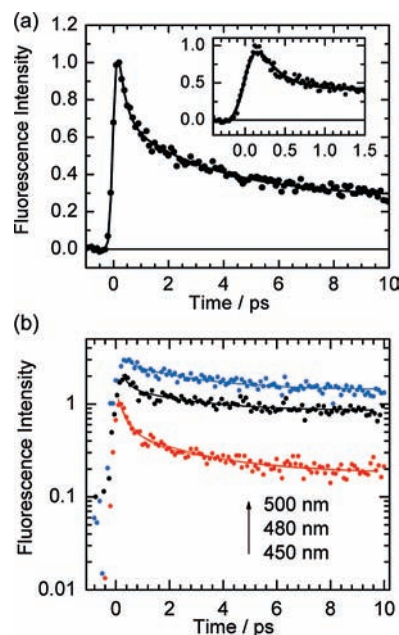 (a)
Fluorescence Intensity
1.0
0.8
0.6
0.4
0.2
0.0
1.0
0.5
0.0
0.0 0.5 1.0 1.5
0 2 4 6 8 10
Time / ps
(b)
Fluorescence Intensity
1
0.1
0.01
500 nm
480 nm
450 nm
0 2 4 6 8 10
Time / ps